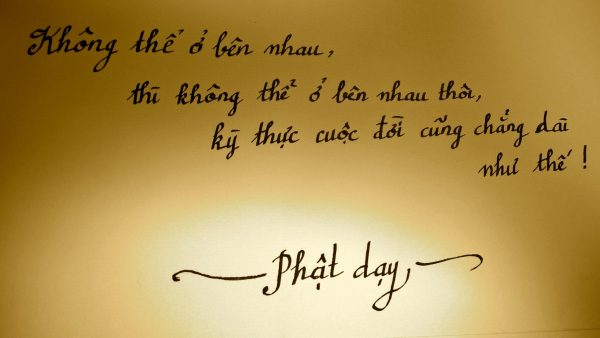 Không thể ở bên nhau,
thì không thể ở bên nhau thôi,
kỳ thực cuộc đời cũng chẳng dài
như thế!
Phật dạy